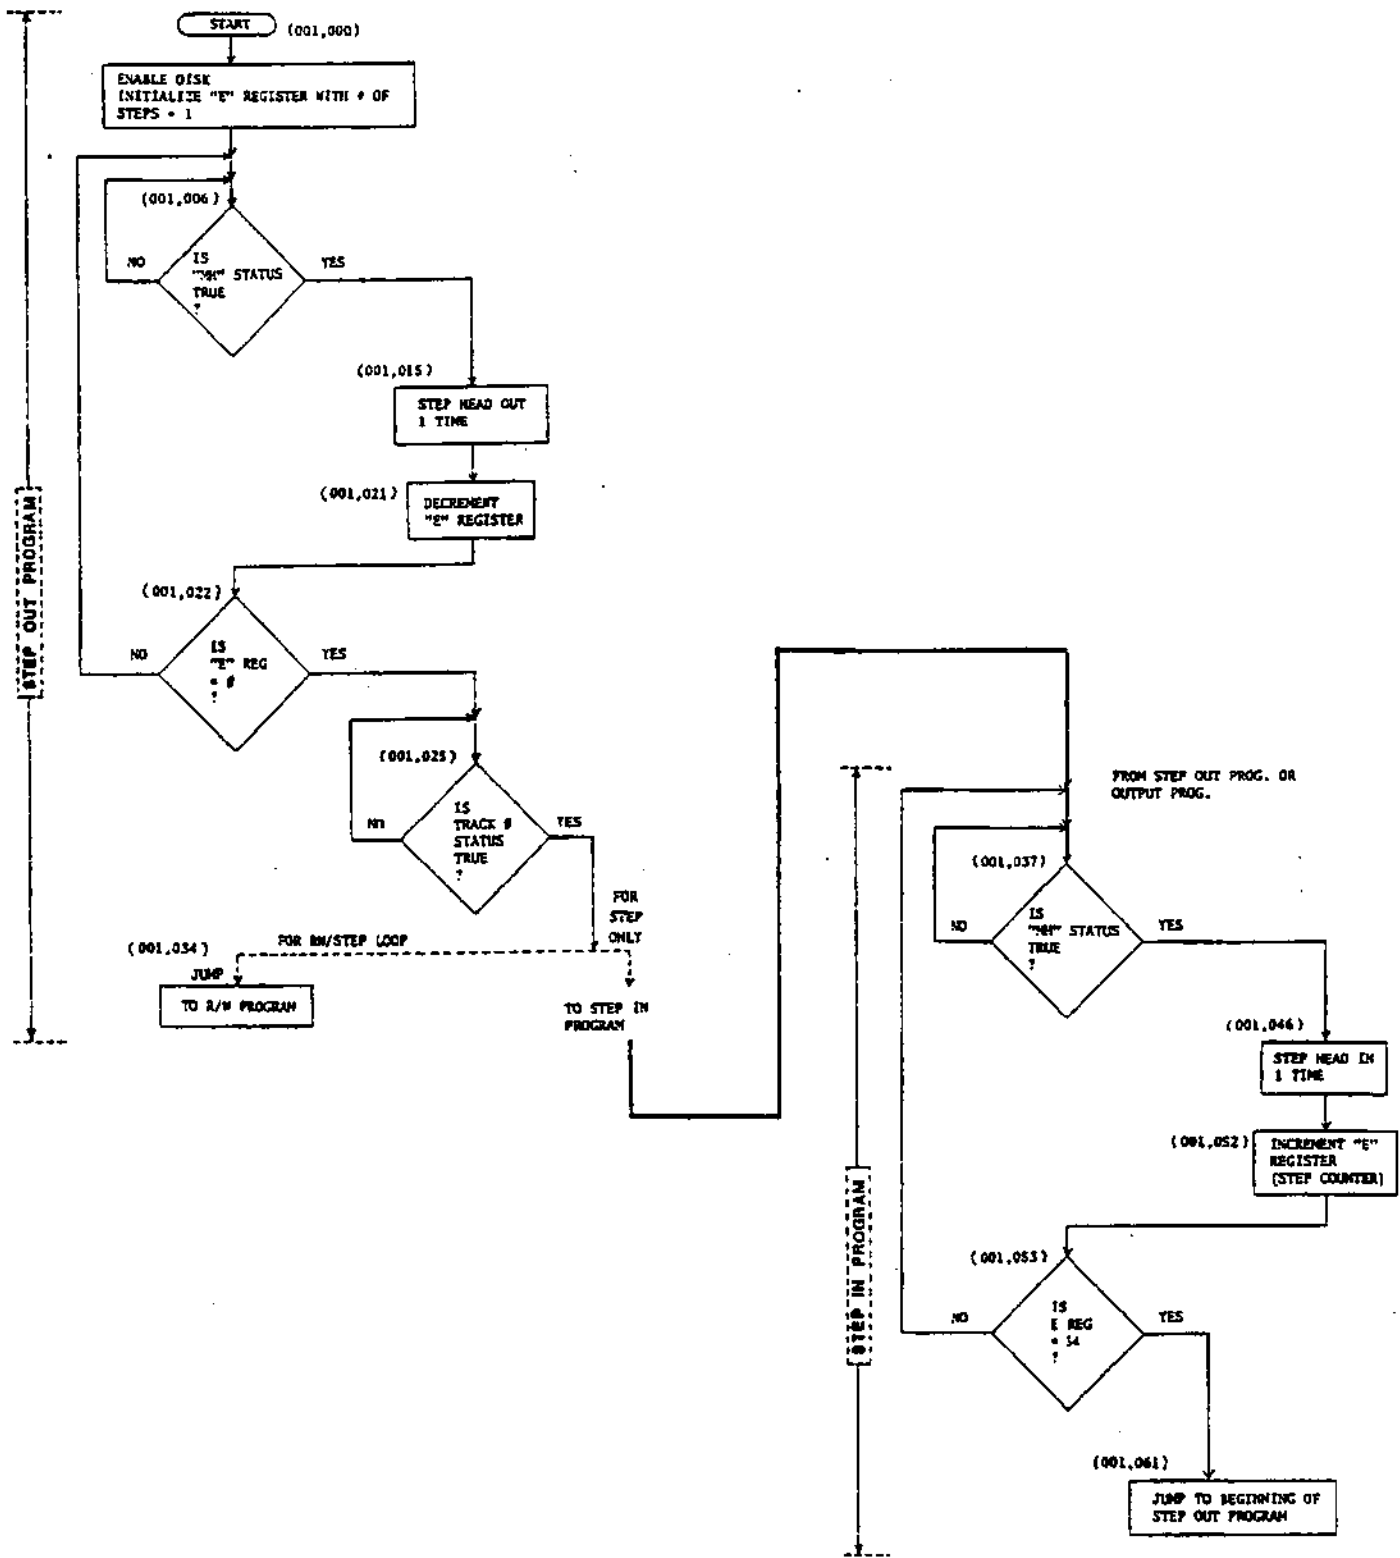 START (001,000)
ENABLE DISK
INITIALIZE "E" REGISTER WITH # OF
STEPS = 1
(001,006)
IS
"MH" STATUS
TRUE
?
NO
YES
(001,015)
STEP HEAD OUT
1 TIME
(001,021)
DECREMENT
"E" REGISTER
(001,022)
IS
"E" REG
= 0
?
NO
YES
(001,025)
IS
TRACK 0
STATUS
TRUE
?
NO
YES
FOR
STEP
ONLY
FOR RW/STEP LOOP
(001,034)
JUMP
TO R/W PROGRAM
TO STEP IN
PROGRAM
STEP OUT PROGRAM
FROM STEP OUT PROG. OR
OUTPUT PROG.
(001,037)
IS
"MH" STATUS
TRUE
?
NO
YES
(001,046)
STEP HEAD IN
1 TIME
(001,052)
INCREMENT "E"
REGISTER
(STEP COUNTER)
(001,053)
IS
E REG
=
?
NO
YES
(001,061)
JUMP TO BEGINNING OF
STEP OUT PROGRAM
STEP IN PROGRAM